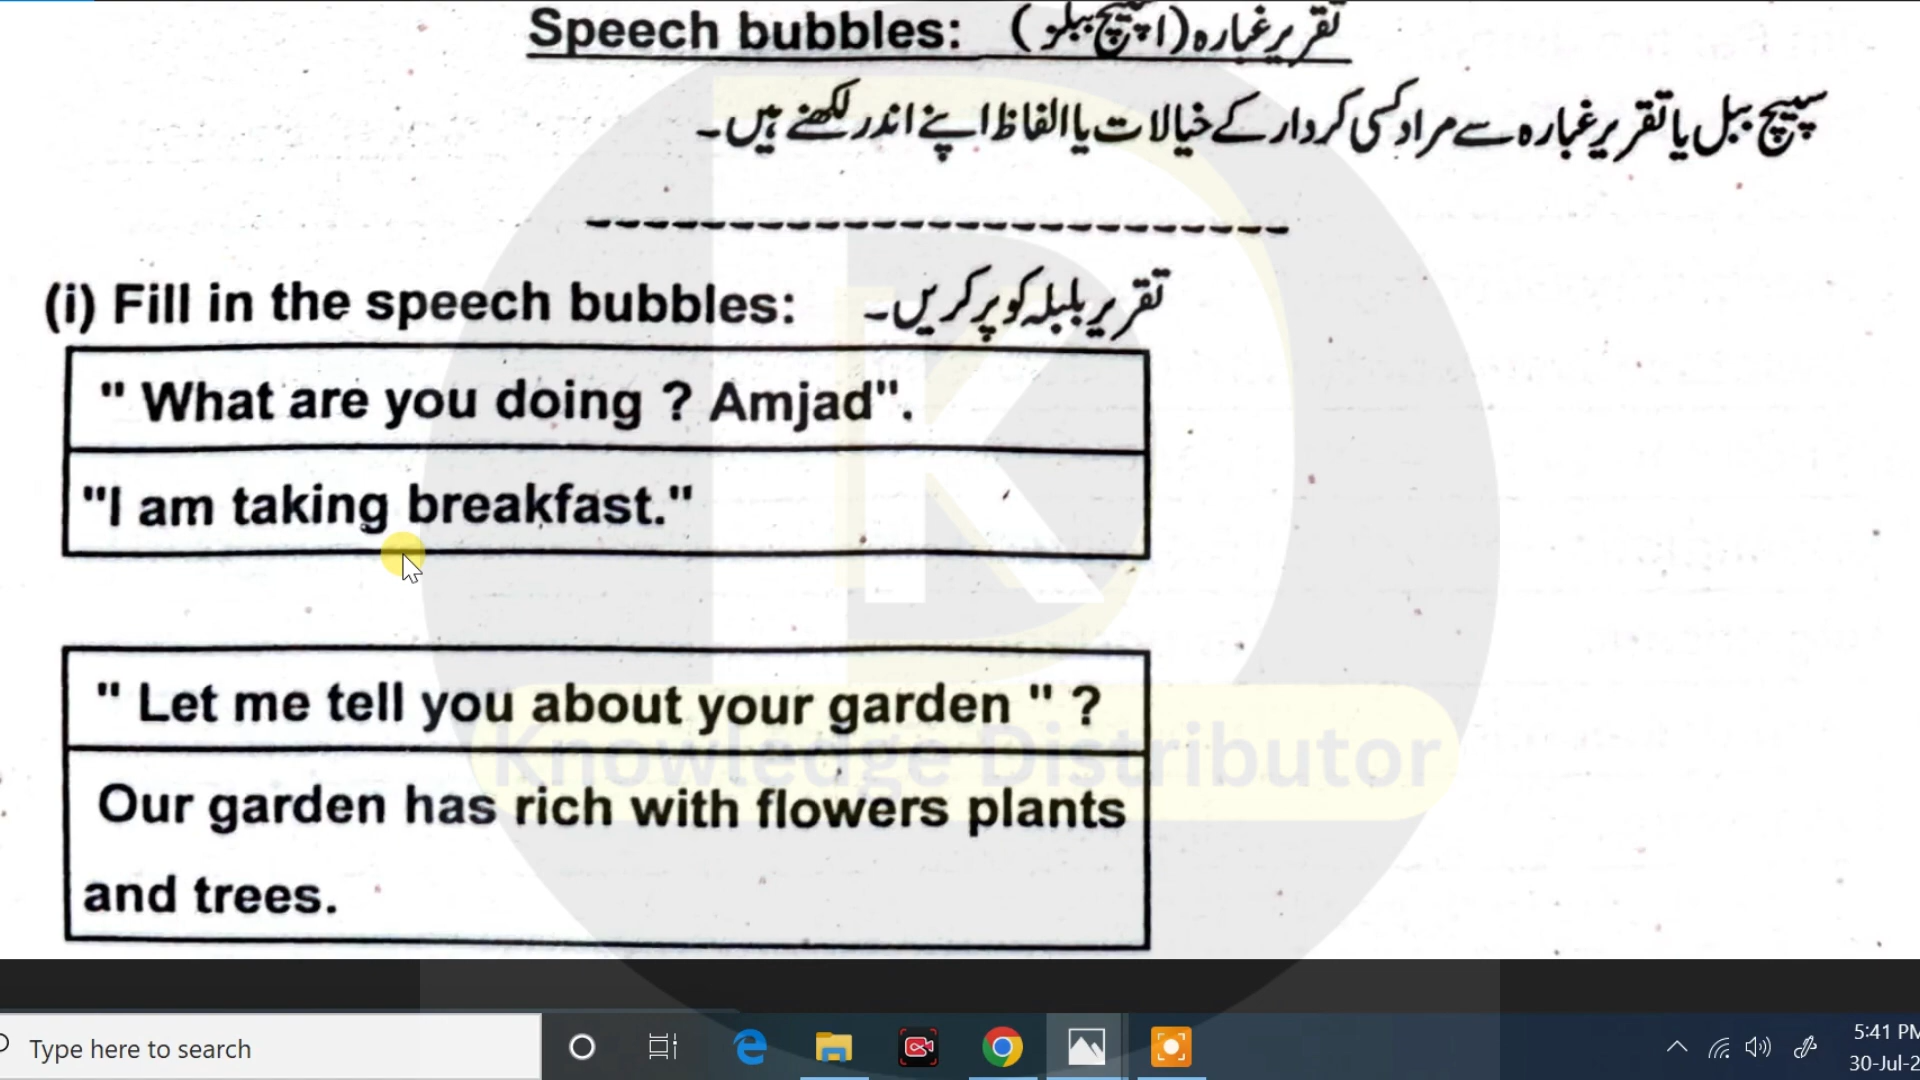 Speech bubbles: تقریر غبارہ (اسپیچ ببلو)
سپیچ ببل یا تقریر غبارہ سے مراد کسی کردار کے خیالات یا الفاظ اپنے اندر لکھنے ہیں۔
(i) Fill in the speech bubbles: تقریر بلبلہ کو پر کریں۔
" What are you doing ? Amjad".
"I am taking breakfast."
" Let me tell you about your garden " ?
Knowledge Distributor
Our garden has rich with flowers plants
and trees.
Type here to search
5:41 PM
30-Jul-2